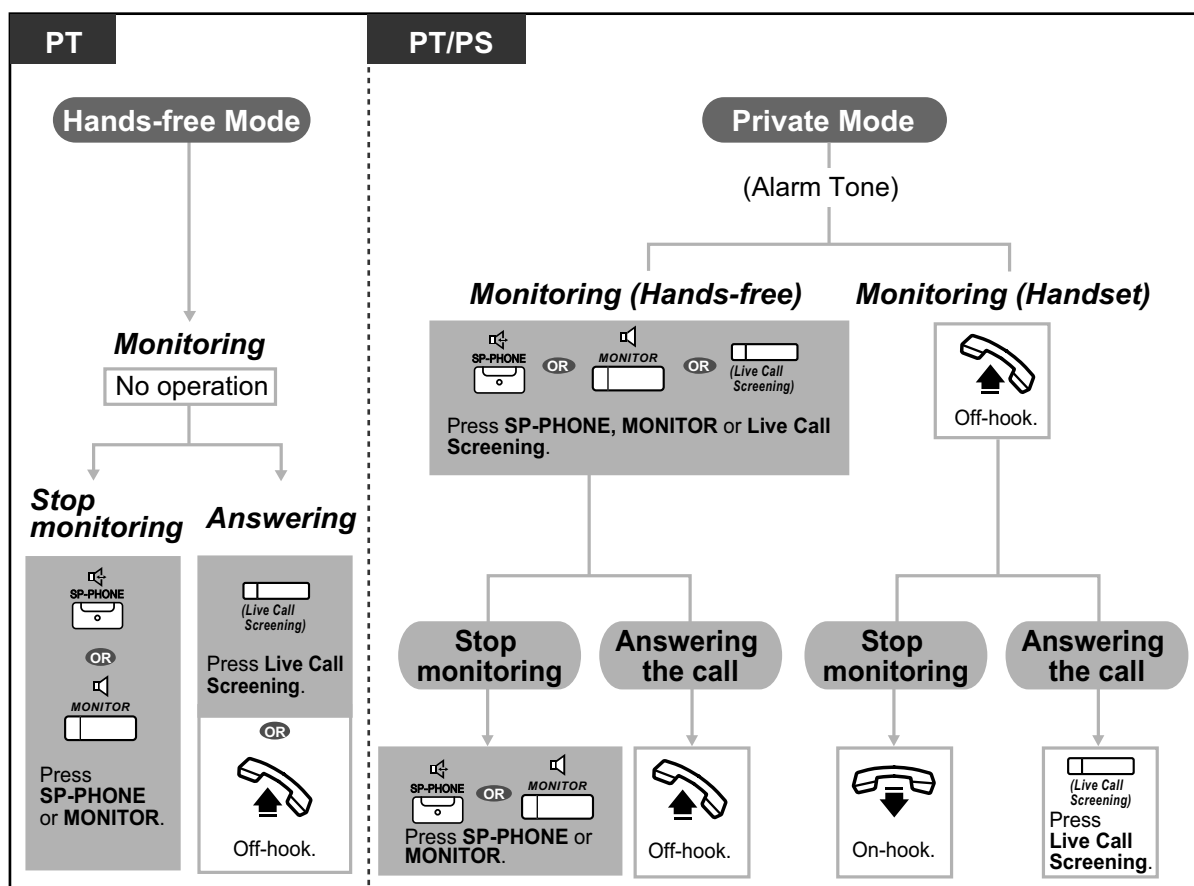 PT
Hands-free Mode
Monitoring
No operation
Stop
monitoring
SP-PHONE
OR
MONITOR
Press
SP-PHONE
or MONITOR.
Answering
(Live Call
Screening)
Press Live Call
Screening.
OR
Off-hook.
PT/PS
Private Mode
(Alarm Tone)
Monitoring (Hands-free)
SP-PHONE
OR
MONITOR
OR
(Live Call
Screening)
Press SP-PHONE, MONITOR or Live Call
Screening.
Stop
monitoring
SP-PHONE
OR
MONITOR
Press SP-PHONE or
MONITOR.
Answering
the call
Off-hook.
Monitoring (Handset)
Off-hook.
Stop
monitoring
On-hook.
Answering
the call
(Live Call
Screening)
Press
Live Call
Screening.